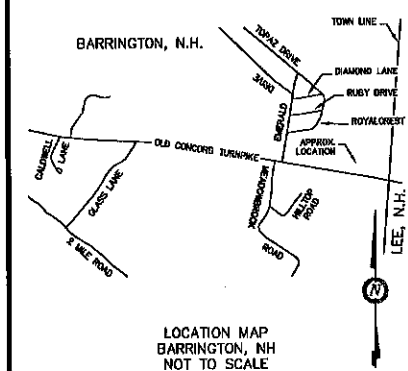 TOWN LINE
BARRINGTON, N.H.
TOPAZ DRIVE
DIAMOND LANE
DRIVE
RUBY DRIVE
EMERALD
ROYALCREST
APPROX.
LOCATION
OLD CONCORD TURNPIKE
CALDWELL
LANE
GLASS LANE
MEADOWBROOK
HILLTOP
ROAD
ROAD
2 MILE ROAD
LEE, N.H.
N
LOCATION MAP
BARRINGTON, NH
NOT TO SCALE